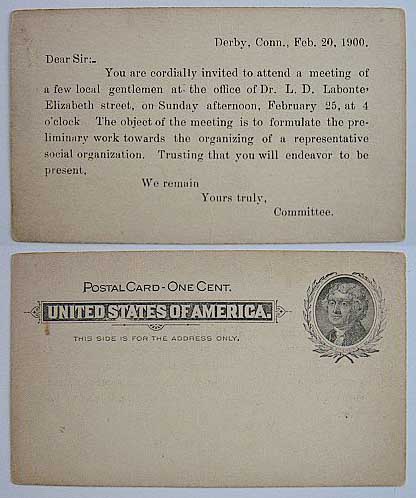 Derby, Conn., Feb. 20, 1900.
Dear Sir:-
You are cordially invited to attend a meeting of
a few local gentlemen at the office of Dr. L. D. Labonte,
Elizabeth street, on Sunday afternoon, February 25, at 4
o'clock The object of the meeting is to formulate the pre-
liminary work towards the organizing of a representative
social organization. Trusting that you will endeavor to be
present,
We remain
Yours truly,
Committee.
POSTAL CARD - ONE CENT.
UNITED STATES OF AMERICA.
THIS SIDE IS FOR THE ADDRESS ONLY.